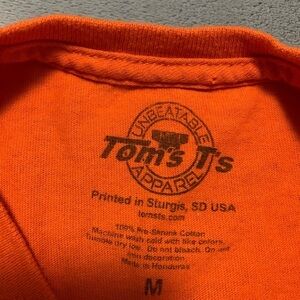 UNBEATABLE
Tom's T's
APPAREL
Printed in Sturgis, SD USA
tomsts.com
100% Pre-Shrunk Cotton
Machine wash cold with like colors.
Tumble dry low. Do not bleach. Do not
iron decoration
Made in Honduras
M